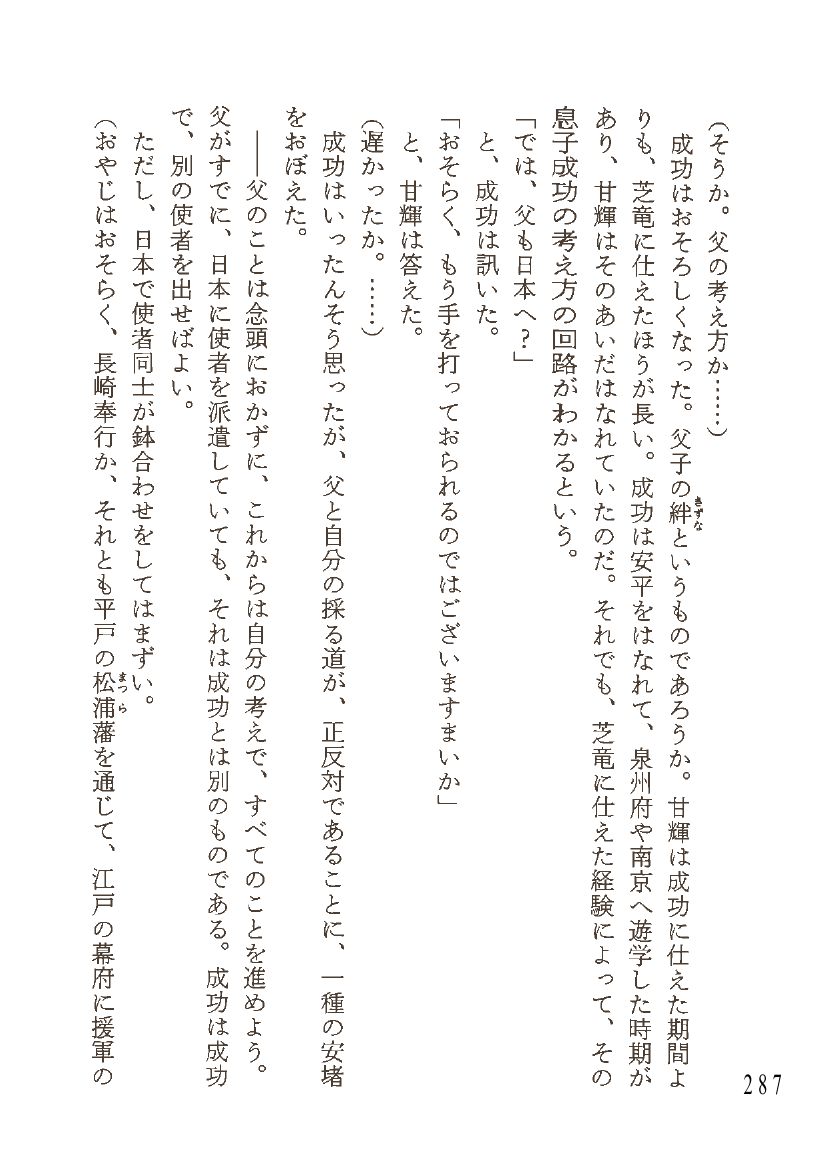 (そうか。父の考え方か……)
成功はおそろしくなった。父子の絆というものであろうか。甘輝は成功に仕えた期間よ
きずな
りも、芝竜に仕えたほうが長い。成功は安平をはなれて、泉州府や南京へ遊学した時期が
あり、甘輝はそのあいだはなれていたのだ。それでも、芝竜に仕えた経験によって、その
息子成功の考え方の回路がわかるという。
「では、父も日本へ?」
と、成功は訊いた。
「おそらく、もう手を打っておられるのではございますまいか」
と、甘輝は答えた。
(遅かったか。……)
成功はいったんそう思ったが、父と自分の採る道が、正反対であることに、一種の安堵
をおぼえた。
――父のことは念頭におかずに、これからは自分の考えで、すべてのことを進めよう。
父がすでに、日本に使者を派遣していても、それは成功とは別のものである。成功は成功
で、別の使者を出せばよい。
ただし、日本で使者同士が鉢合わせをしてはまずい。
(おやじはおそらく、長崎奉行か、それとも平戸の松浦藩を通じて、江戸の幕府に援軍の
まつら
287